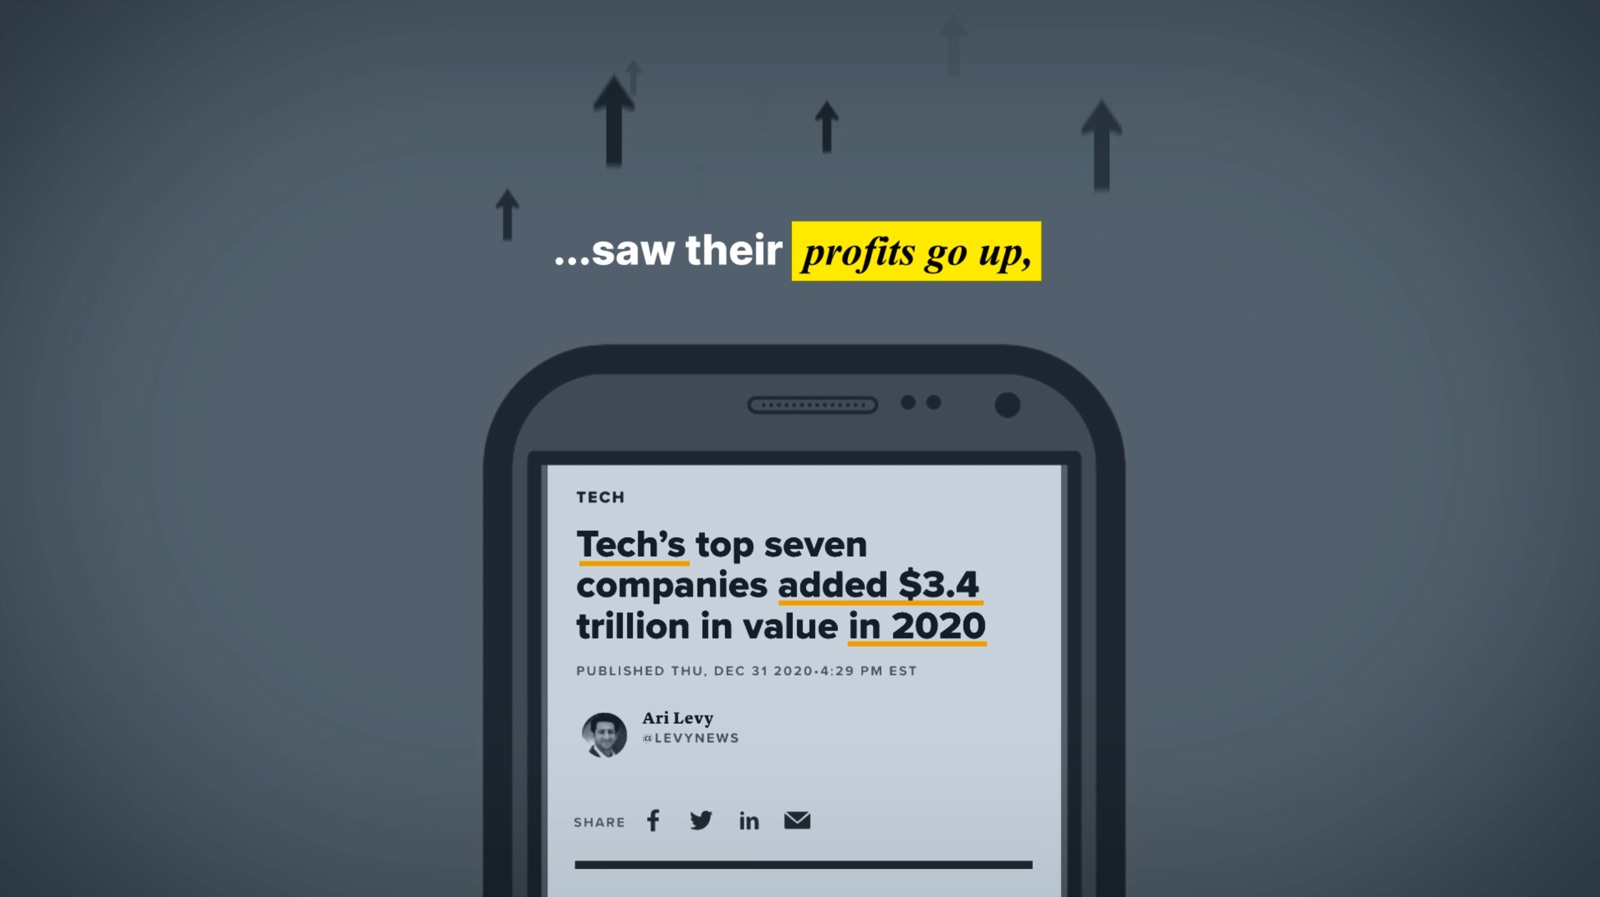 ...saw their profits go up,
TECH
Tech’s top seven
companies added $3.4
trillion in value in 2020
PUBLISHED THU, DEC 31 2020•4:29 PM EST
Ari Levy
@LEVYNEWS
SHARE